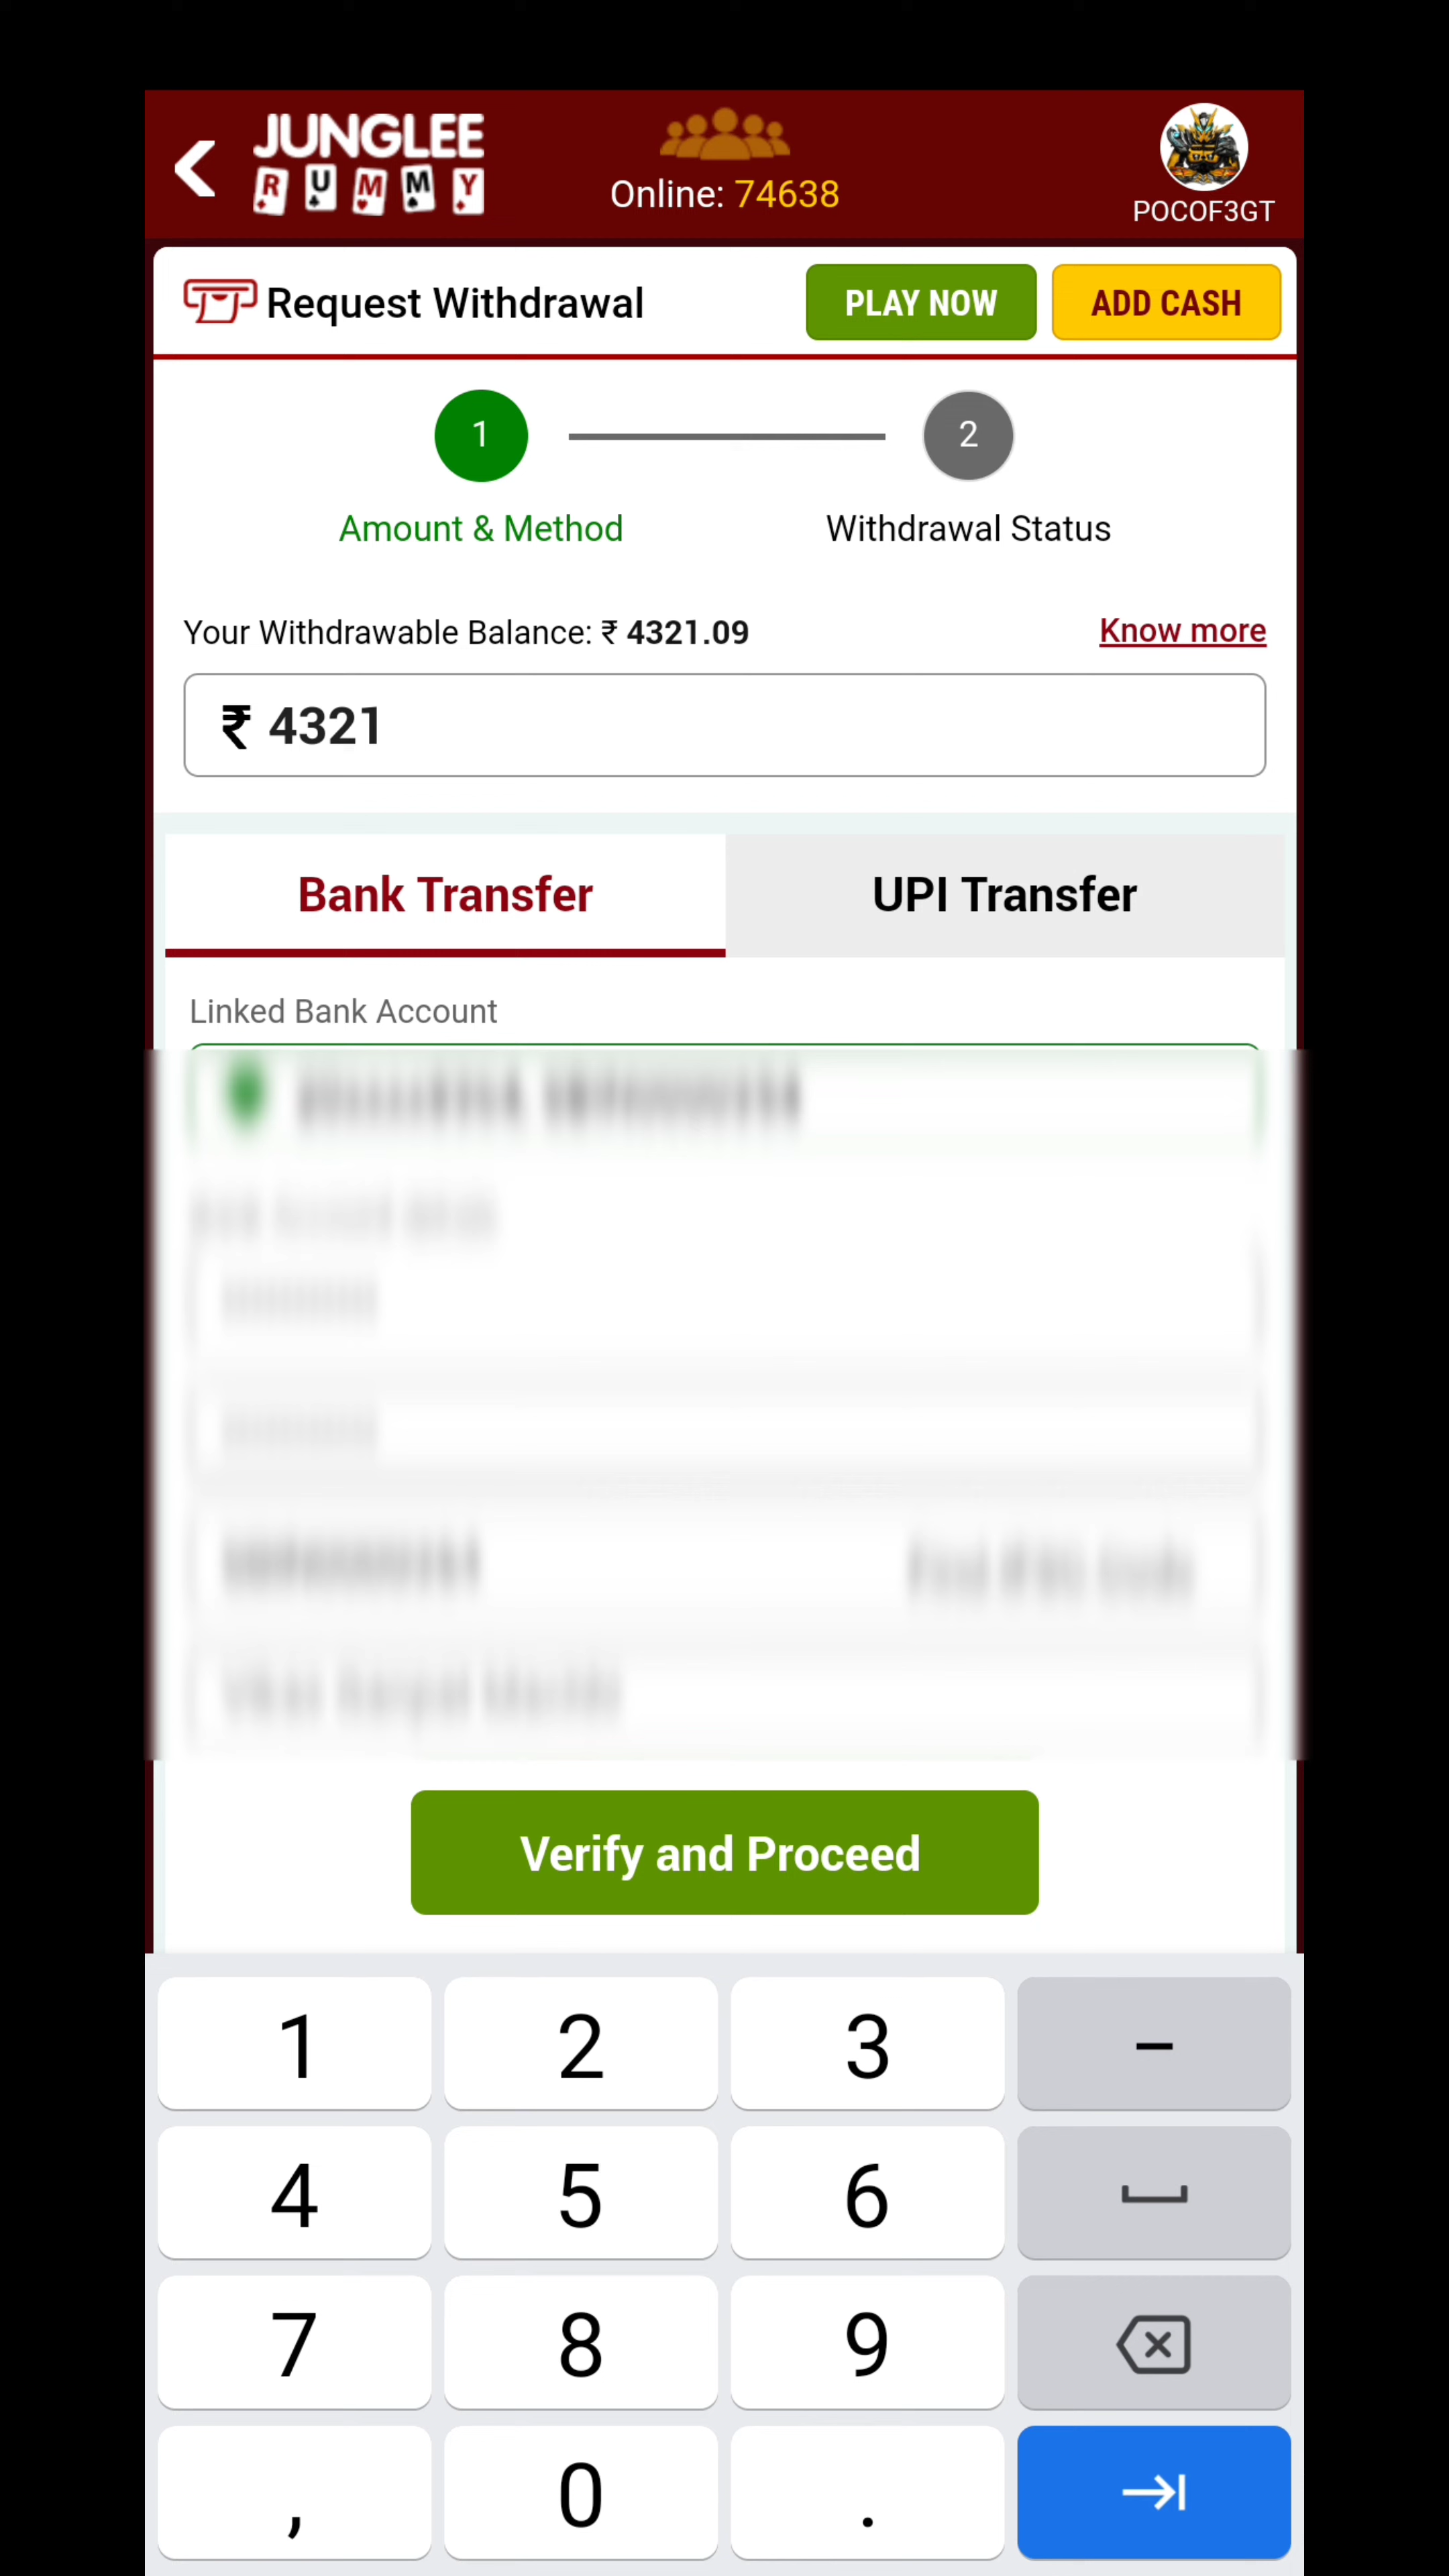 JUNGLEE
RUMMY
Online: 74638
POCOF3GT
Request Withdrawal
PLAY NOW
ADD CASH
1
2
Amount & Method
Withdrawal Status
Your Withdrawable Balance: ₹ 4321.09
Know more
₹ 4321
Bank Transfer
UPI Transfer
Linked Bank Account
Verify and Proceed
1 2 3 –
4 5 6
7 8 9
, 0 .